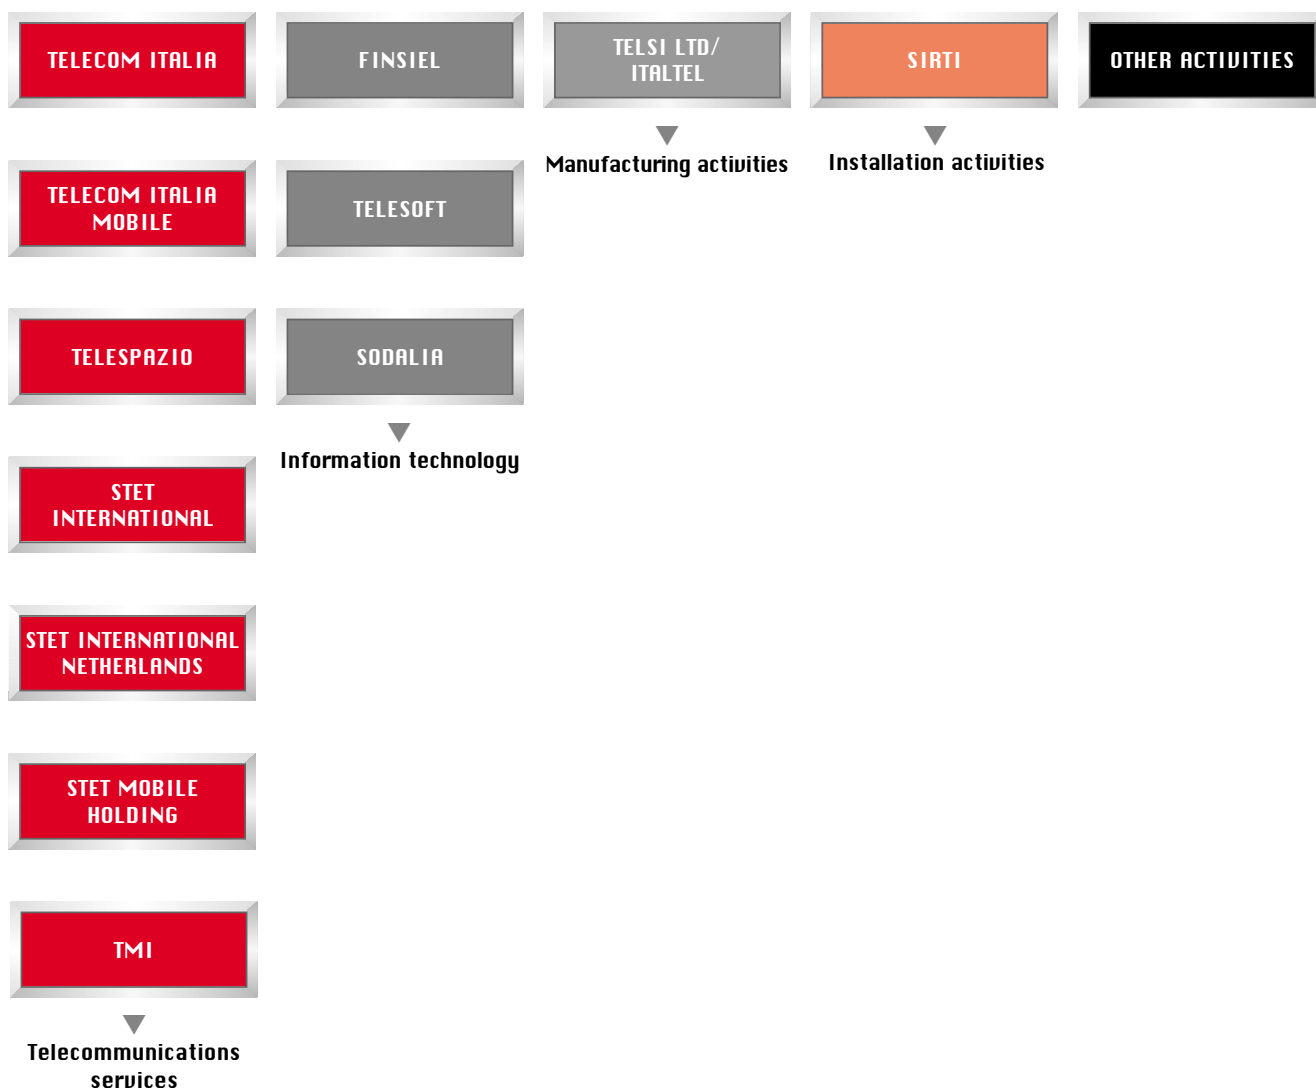 TELECOM ITALIA
FINSIEL
TELSI LTD/
ITALTEL
SIRTI
OTHER ACTIVITIES
Manufacturing activities
Installation activities
TELECOM ITALIA
MOBILE
TELESOFT
TELESPAZIO
SODALIA
Information technology
STET
INTERNATIONAL
STET INTERNATIONAL
NETHERLANDS
STET MOBILE
HOLDING
TMI
Telecommunications
services